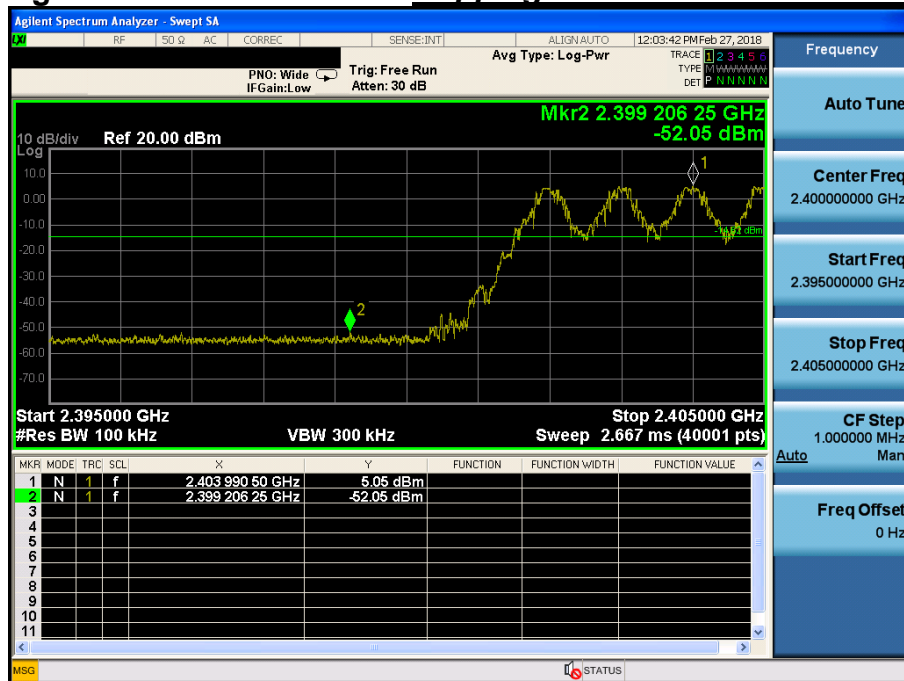 Agilent Spectrum Analyzer - Swept SA
LXI RF 50 Ω AC CORREC SENSE:INT ALIGN AUTO 12:03:42 PM Feb 27, 2018
PNO: Wide
IFGain:Low
Trig: Free Run
Atten: 30 dB
Avg Type: Log-Pwr
TRACE 1 2 3 4 5 6
TYPE M WWWWW
DET P N N N N N
Mkr2 2.399 206 25 GHz
-52.05 dBm
10 dB/div
Log
Ref 20.00 dBm
10.0
0.00
-10.0
-20.0
-30.0
-40.0
-50.0
-60.0
-70.0
1
2
dBm
Start 2.395000 GHz
Stop 2.405000 GHz
#Res BW 100 kHz
VBW 300 kHz
Sweep 2.667 ms (40001 pts)
MKR MODE TRC SCL X Y FUNCTION FUNCTION WIDTH FUNCTION VALUE
1 N 1 f 2.403 990 50 GHz 5.05 dBm
2 N 1 f 2.399 206 25 GHz -52.05 dBm
3
4
5
6
7
8
9
10
11
MSG
STATUS
Frequency
Auto Tune
Center Freq
2.400000000 GHz
Start Freq
2.395000000 GHz
Stop Freq
2.405000000 GHz
CF Step
1.000000 MHz
Auto Man
Freq Offset
0 Hz